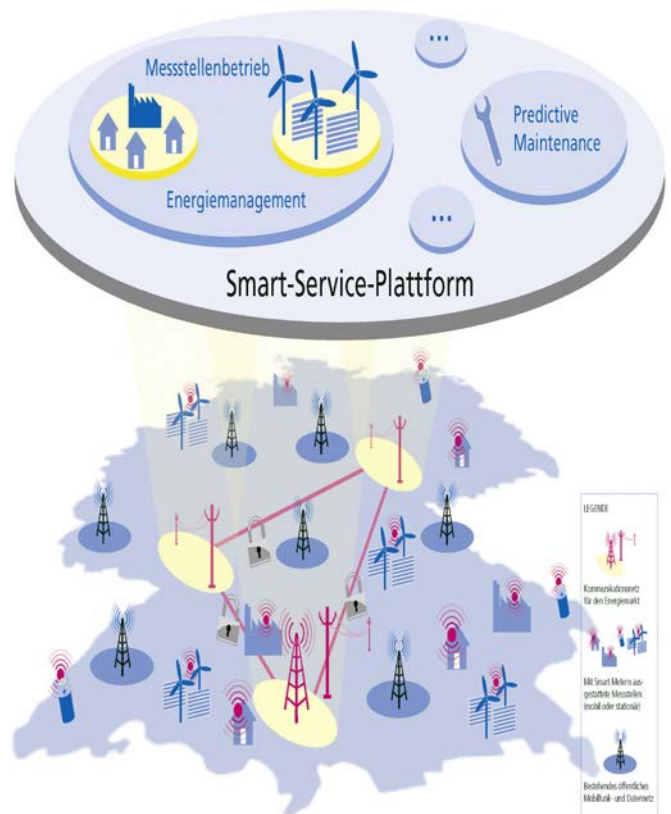 Messstellenbetrieb
...
Predictive
Maintenance
Energiemanagement
...
Smart-Service-Plattform
LEGENDE
Kommunikationsnetz
für den Energiemarkt
Mit Smart Metern aus-
gestattete Messstellen
(mobil oder stationär)
Bestehendes öffentliches
Mobilfunk- und Datennetz